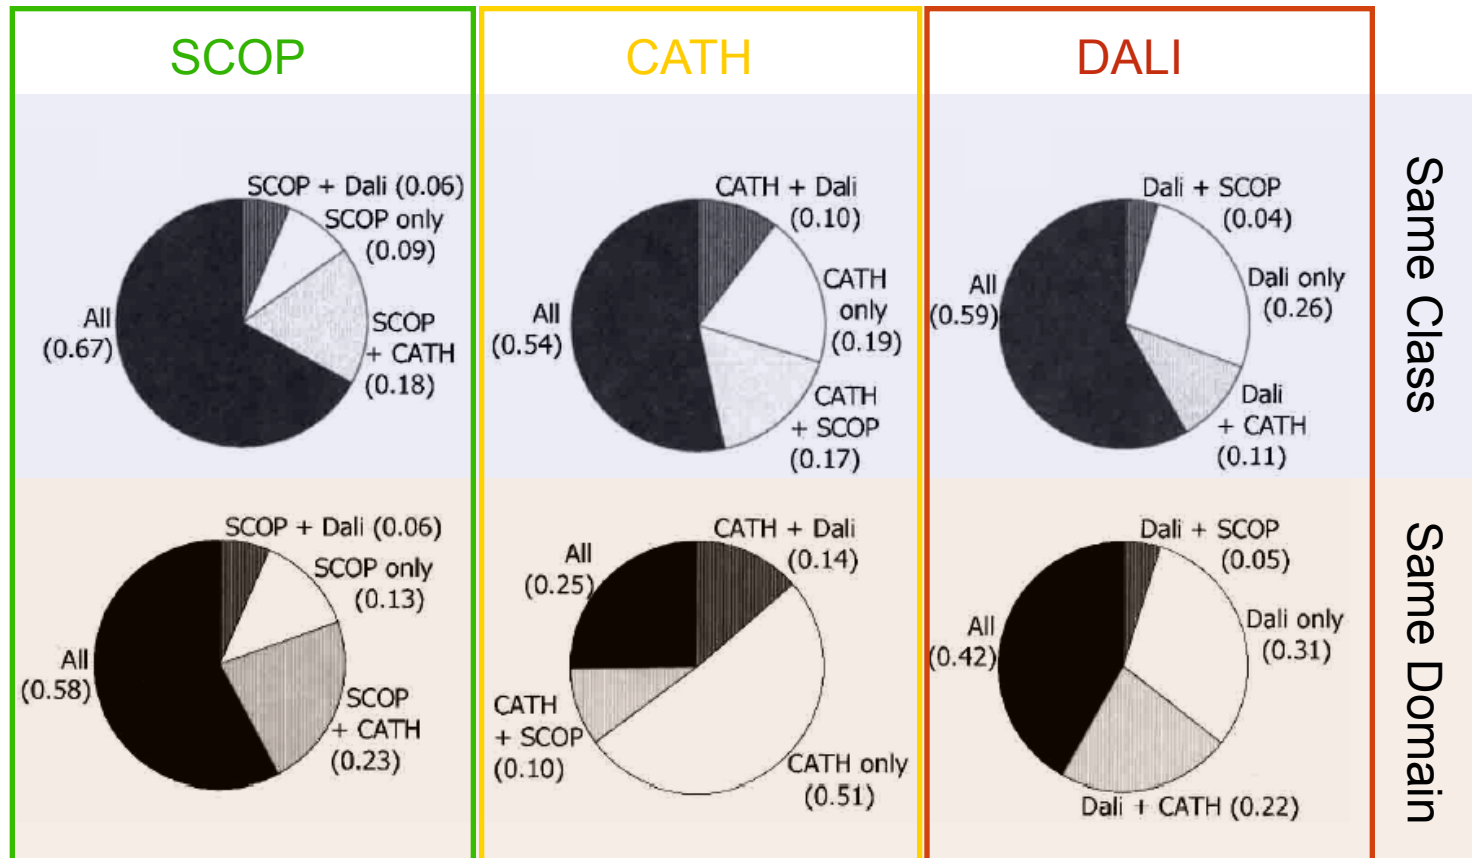 SCOP
CATH
DALI
SCOP + Dali (0.06)
SCOP only
(0.09)
SCOP
+ CATH
(0.18)
All
(0.67)
CATH + Dali
(0.10)
CATH
only
(0.19)
CATH
+ SCOP
(0.17)
All
(0.54)
Dali + SCOP
(0.04)
Dali only
(0.26)
Dali
+ CATH
(0.11)
All
(0.59)
Same Class
SCOP + Dali (0.06)
SCOP only
(0.13)
SCOP
+ CATH
(0.23)
All
(0.58)
CATH + Dali
(0.14)
CATH only
(0.51)
CATH
+ SCOP
(0.10)
All
(0.25)
Dali + SCOP
(0.05)
Dali only
(0.31)
Dali + CATH (0.22)
All
(0.42)
Same Domain